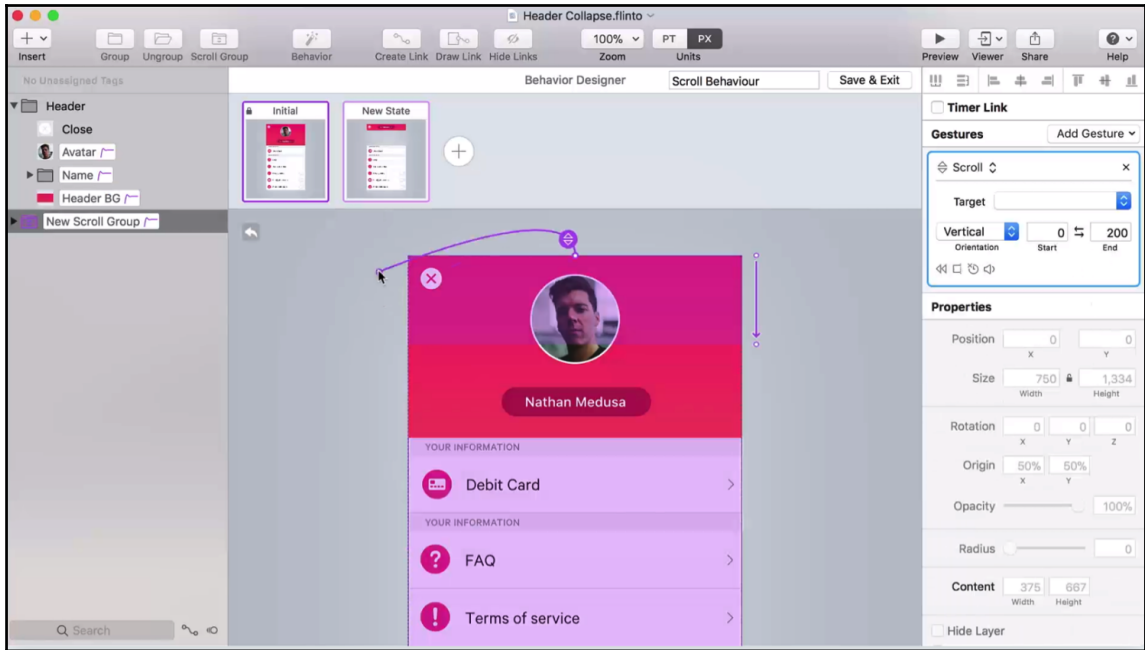 Header Collapse.flinto
Insert
Group
Ungroup
Scroll Group
Behavior
Create Link
Draw Link
Hide Links
100%
Zoom
PT
PX
Units
Preview
Viewer
Share
Help
No Unassigned Tags
Behavior Designer
Scroll Behaviour
Save & Exit
Header
Close
Avatar
Name
Header BG
New Scroll Group
Initial
New State
Timer Link
Gestures
Add Gesture
Scroll
Target
Vertical
0
200
Orientation
Start
End
Properties
Position
0
0
X
Y
Size
750
1,334
Width
Height
Rotation
0
0
0
X
Y
Z
Origin
50%
50%
X
Y
Opacity
100%
Radius
0
Content
375
667
Width
Height
Hide Layer
Nathan Medusa
YOUR INFORMATION
Debit Card
YOUR INFORMATION
FAQ
Terms of service
Search